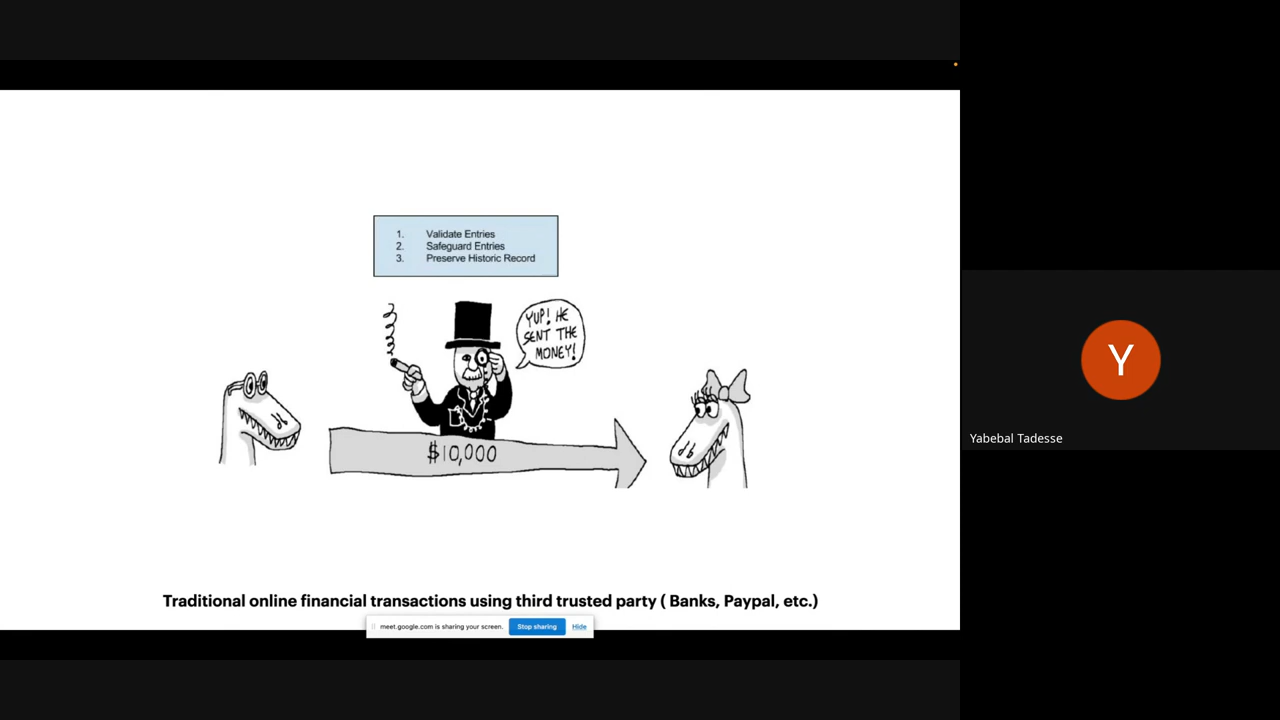 1. Validate Entries
2. Safeguard Entries
3. Preserve Historic Record
YUP! HE
SENT THE
MONEY!
$10,000
Traditional online financial transactions using third trusted party ( Banks, Paypal, etc.)
meet.google.com is sharing your screen. Stop sharing Hide
Y
Yabebal Tadesse